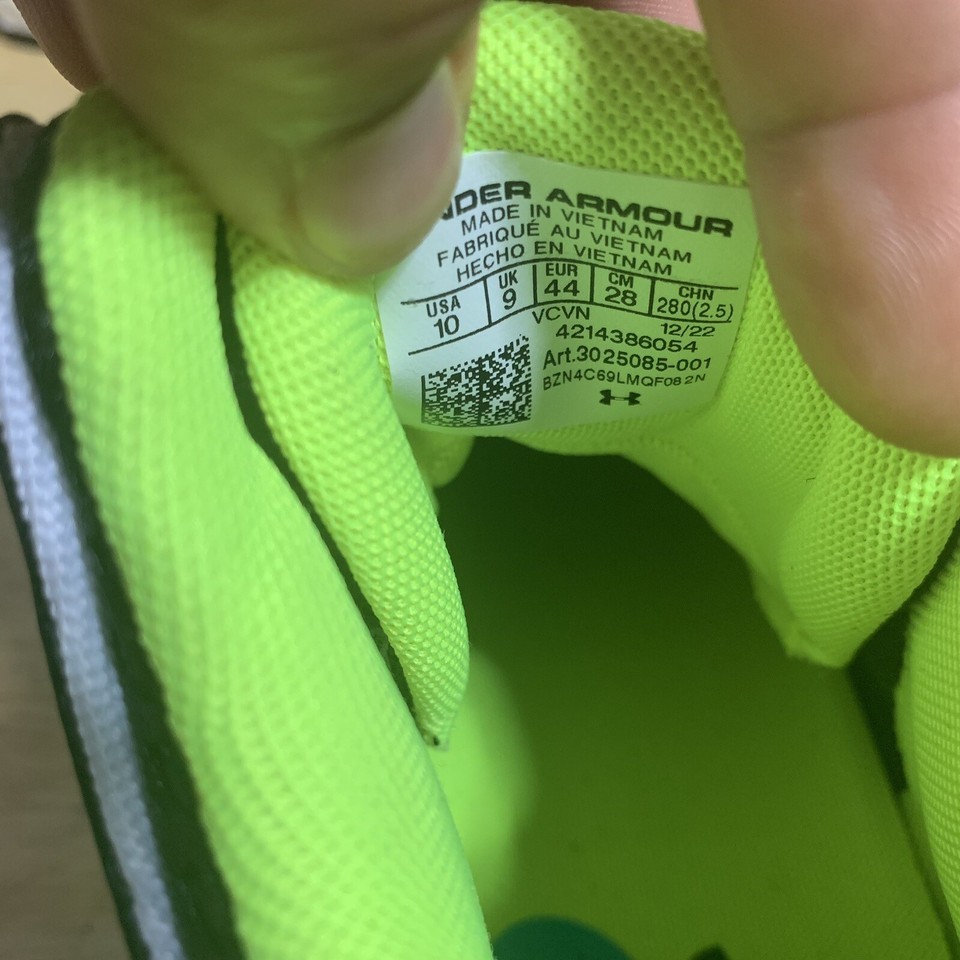 NDER ARMOUR
MADE IN VIETNAM
FABRIQUÉ AU VIETNAM
HECHO EN VIETNAM
USA UK EUR CM CHN
10 9 44 28 280(2.5)
VCVN 12/22
4214386054
Art.3025085-001
BZN4C69LMQF082N